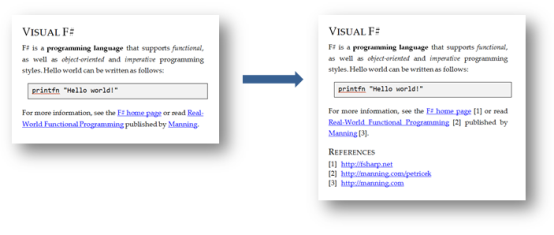 VISUAL F#
F# is a programming language that supports functional,
as well as object-oriented and imperative programming
styles. Hello world can be written as follows:
printfn "Hello world!"
For more information, see the F# home page or read Real-
World Functional Programming published by Manning.
VISUAL F#
F# is a programming language that supports functional,
as well as object-oriented and imperative programming
styles. Hello world can be written as follows:
printfn "Hello world!"
For more information, see the F# home page [1] or read
Real-World Functional Programming [2] published by
Manning [3].
REFERENCES
[1] http://fsharp.net
[2] http://manning.com/petricek
[3] http://manning.com